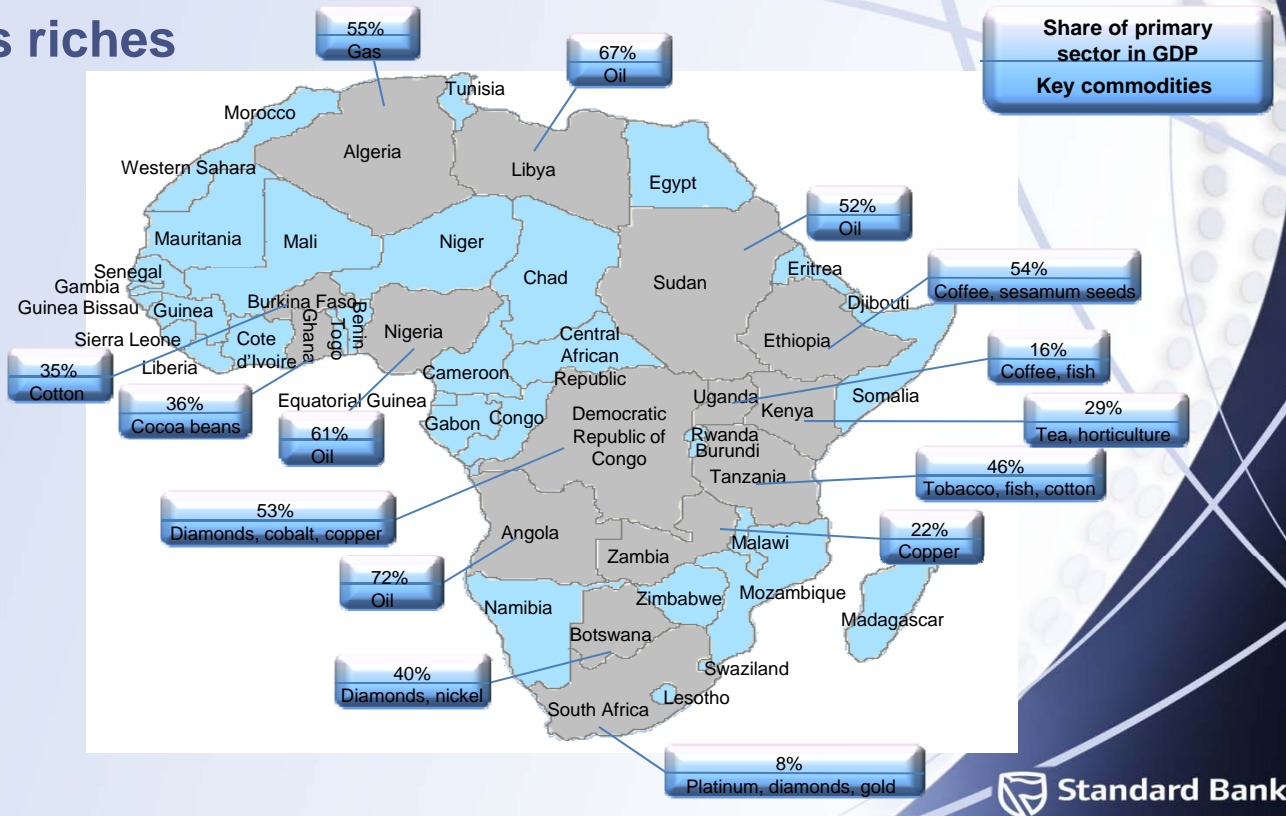 s riches
Share of primary
sector in GDP
Key commodities
55%
Gas
67%
Oil
Tunisia
Morocco
Algeria
Libya
Western Sahara
Egypt
52%
Oil
Mauritania
Mali
Niger
Chad
Sudan
Eritrea
54%
Coffee, sesamum seeds
Senegal
Gambia
Guinea Bissau
Guinea
Burkina Faso
Benin
Djibouti
Sierra Leone
Liberia
Cote
d'Ivoire
Ghana
Togo
Nigeria
Central
African
Republic
Ethiopia
16%
Coffee, fish
35%
Cotton
36%
Cocoa beans
Cameroon
Equatorial Guinea
Uganda
Kenya
Somalia
29%
Tea, horticulture
61%
Oil
Gabon
Congo
Democratic
Republic of
Congo
Rwanda
Burundi
Tanzania
46%
Tobacco, fish, cotton
53%
Diamonds, cobalt, copper
Angola
Zambia
Malawi
22%
Copper
72%
Oil
Namibia
Zimbabwe
Mozambique
Madagascar
Botswana
40%
Diamonds, nickel
Swaziland
Lesotho
South Africa
8%
Platinum, diamonds, gold
Standard Bank